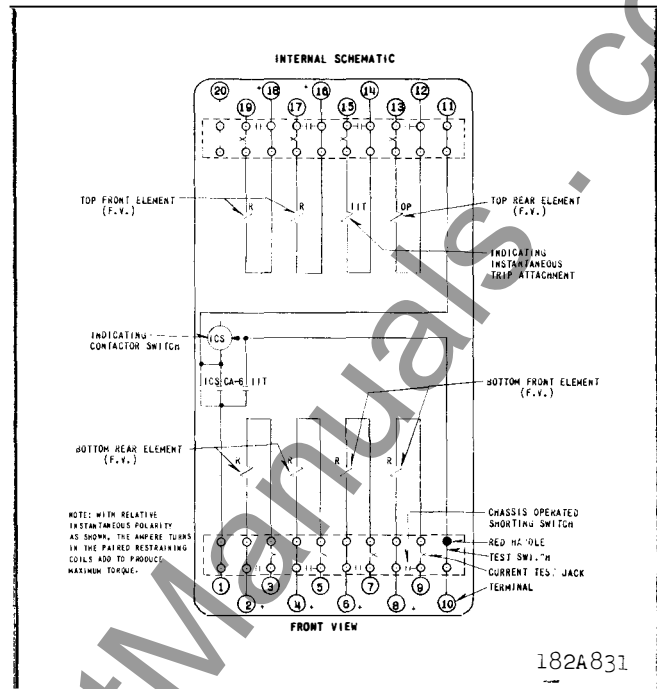 INTERNAL SCHEMATIC
20 +18 +16 14 12
19 17 15 13 11
TOP FRONT ELEMENT
(F.V.)
R R IIT OP
TOP REAR ELEMENT
(F.V.)
INDICATING
INSTANTANEOUS
TRIP ATTACHMENT
INDICATING
CONTACTOR SWITCH
ICS
ICS CA-6 IIT
BOTTOM FRONT ELEMENT
(F.V.)
BOTTOM REAR ELEMENT
(F.V.)
R R R R
NOTE: WITH RELATIVE
INSTANTANEOUS POLARITY
AS SHOWN, THE AMPERE TURNS
IN THE PAIRED RESTRAINING
COILS ADD TO PRODUCE
MAXIMUM TORQUE.
CHASSIS OPERATED
SHORTING SWITCH
RED HANDLE
TEST SWITCH
CURRENT TEST JACK
TERMINAL
1 3 5 7 9
2+ 4+ 6+ 8+ 10
FRONT VIEW
182A831